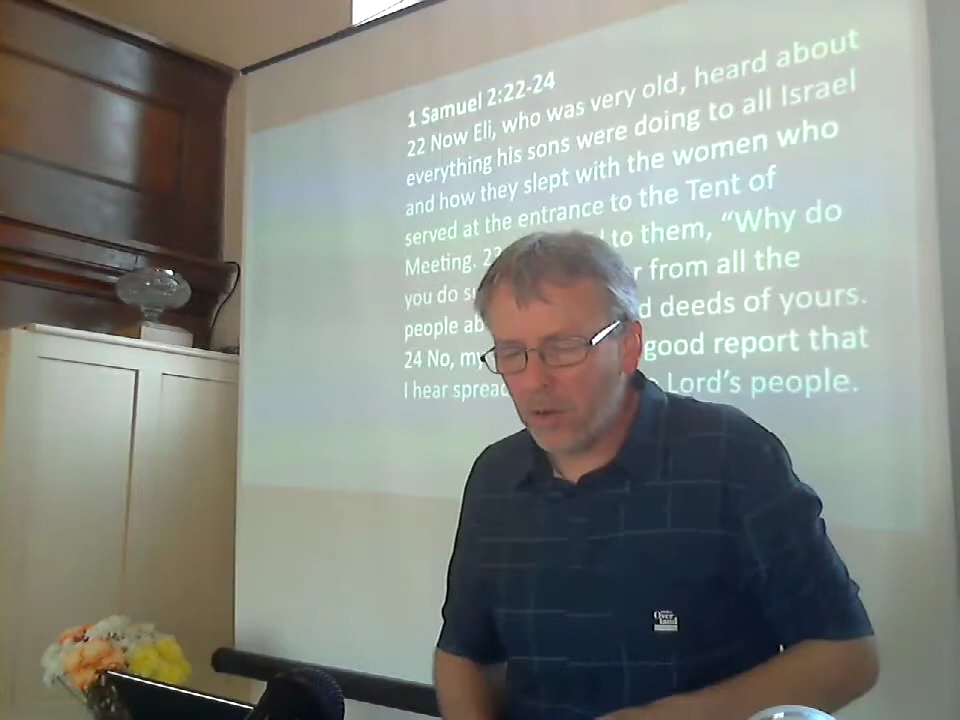 1 Samuel 2:22-24
22 Now Eli, who was very old, heard about
everything his sons were doing to all Israel
and how they slept with the women who
served at the entrance to the Tent of
Meeting. to them, “Why do
you do from all the
people deeds of yours.
24 No, good report that
I hear Lord’s people.
Over
land